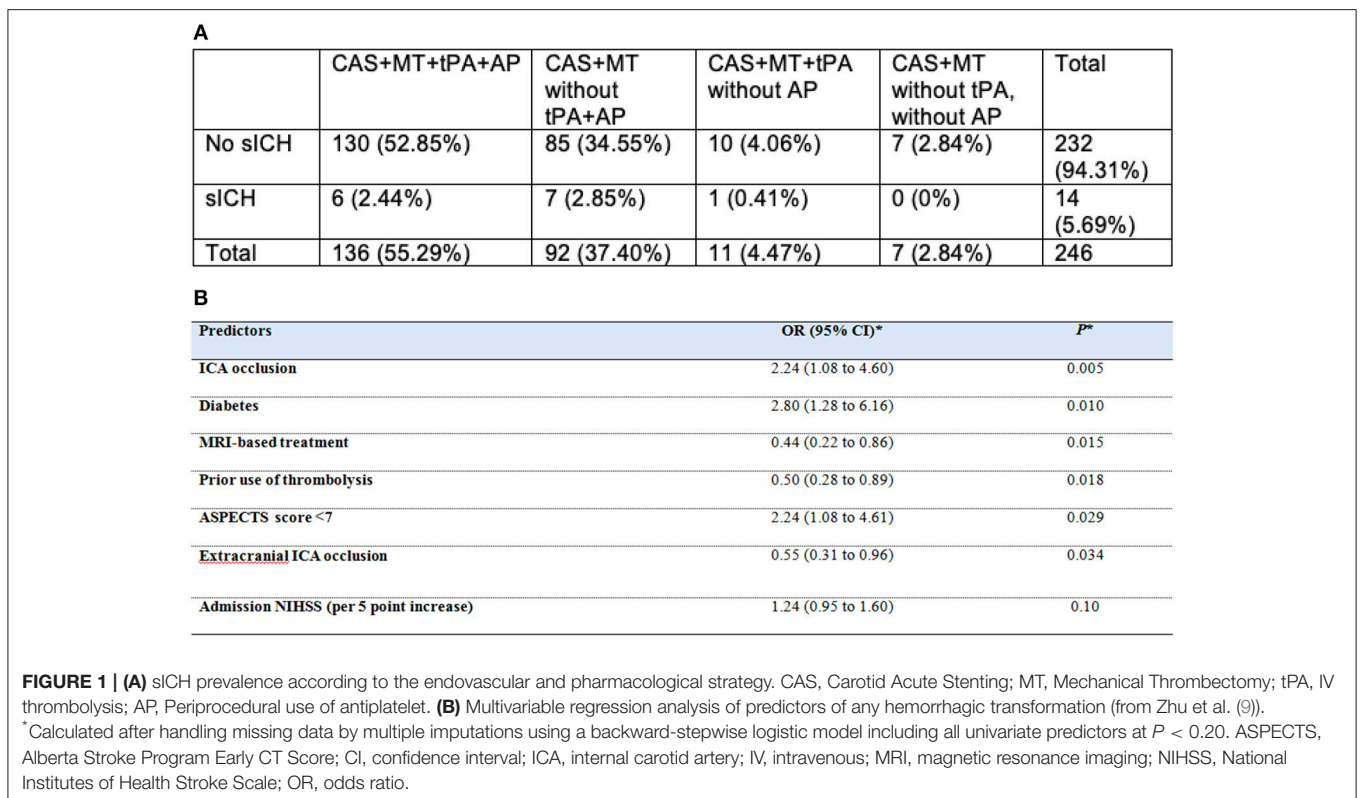 A
CAS+MT+tPA+AP CAS+MT without tPA+AP CAS+MT+tPA without AP CAS+MT without tPA, without AP Total
No sICH 130 (52.85%) 85 (34.55%) 10 (4.06%) 7 (2.84%) 232 (94.31%)
sICH 6 (2.44%) 7 (2.85%) 1 (0.41%) 0 (0%) 14 (5.69%)
Total 136 (55.29%) 92 (37.40%) 11 (4.47%) 7 (2.84%) 246
B
Predictors OR (95% CI)* P*
ICA occlusion 2.24 (1.08 to 4.60) 0.005
Diabetes 2.80 (1.28 to 6.16) 0.010
MRI-based treatment 0.44 (0.22 to 0.86) 0.015
Prior use of thrombolysis 0.50 (0.28 to 0.89) 0.018
ASPECTS score <7 2.24 (1.08 to 4.61) 0.029
Extracranial ICA occlusion 0.55 (0.31 to 0.96) 0.034
Admission NIHSS (per 5 point increase) 1.24 (0.95 to 1.60) 0.10
FIGURE 1 | (A) sICH prevalence according to the endovascular and pharmacological strategy. CAS, Carotid Acute Stenting; MT, Mechanical Thrombectomy; tPA, IV
thrombolysis; AP, Periprocedural use of antiplatelet. (B) Multivariable regression analysis of predictors of any hemorrhagic transformation (from Zhu et al. (9)).
*Calculated after handling missing data by multiple imputations using a backward-stepwise logistic model including all univariate predictors at P < 0.20. ASPECTS,
Alberta Stroke Program Early CT Score; CI, confidence interval; ICA, internal carotid artery; IV, intravenous; MRI, magnetic resonance imaging; NIHSS, National
Institutes of Health Stroke Scale; OR, odds ratio.